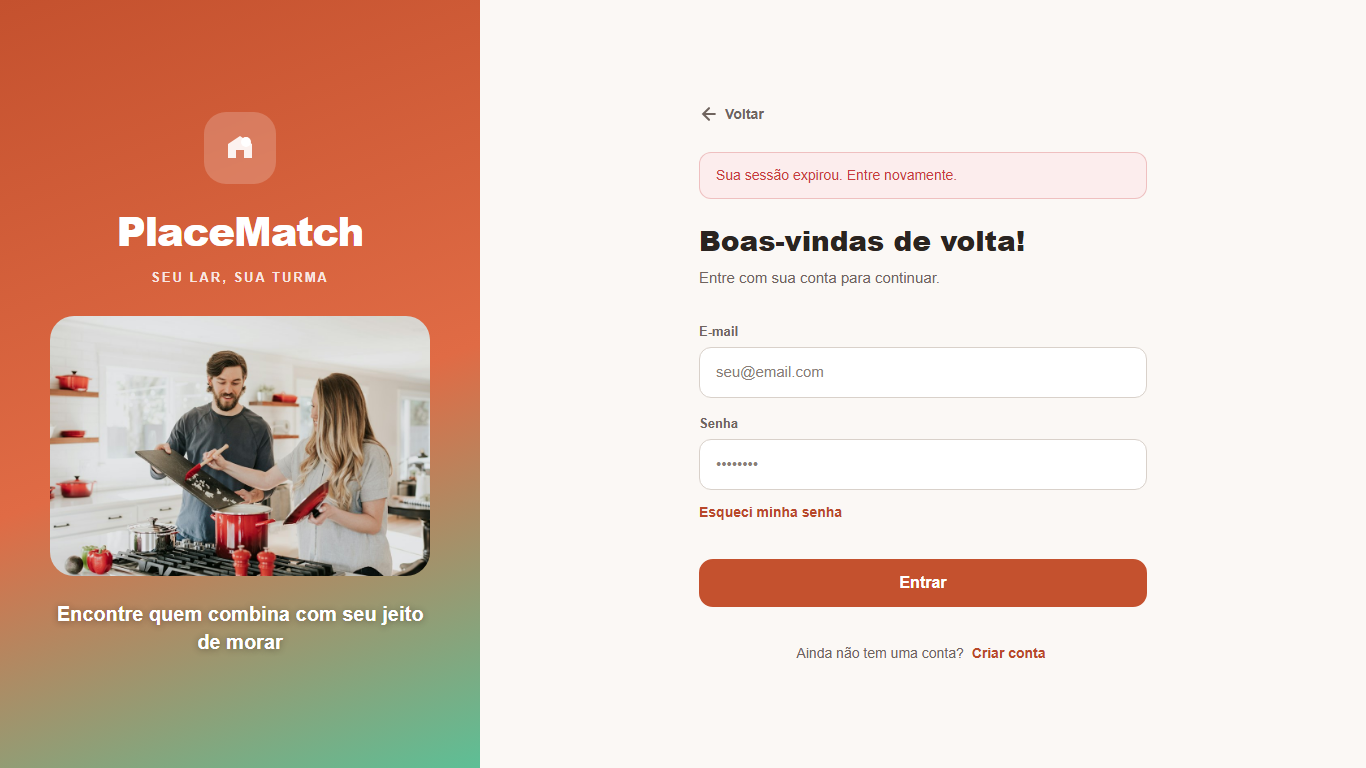 PlaceMatch
SEU LAR, SUA TURMA
Encontre quem combina com seu jeito
de morar
Voltar
Sua sessão expirou. Entre novamente.
Boas-vindas de volta!
Entre com sua conta para continuar.
E-mail
seu@email.com
Senha
••••••••
Esqueci minha senha
Entrar
Ainda não tem uma conta? Criar conta